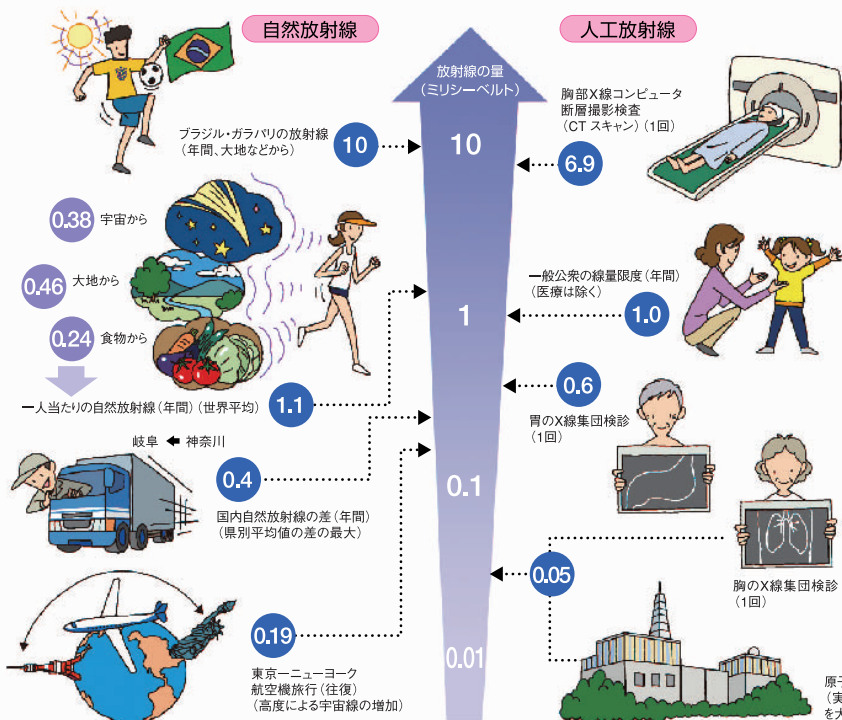 自然放射線
人工放射線
放射線の量
(ミリシーベルト)
10
1
0.1
0.01
ブラジル・ガラパリの放射線
(年間、大地などから)
10
0.38
宇宙から
0.46
大地から
0.24
食物から
一人当たりの自然放射線(年間)(世界平均)
1.1
岐阜 ← 神奈川
0.4
国内自然放射線の差(年間)
(県別平均値の差の最大)
0.19
東京ーニューヨーク
航空機旅行(往復)
(高度による宇宙線の増加)
胸部X線コンピュータ
断層撮影検査
(CTスキャン)(1回)
6.9
一般公衆の線量限度(年間)
(医療は除く)
1.0
0.6
胃のX線集団検診
(1回)
0.05
胸のX線集団検診
(1回)
原子
(実
を大